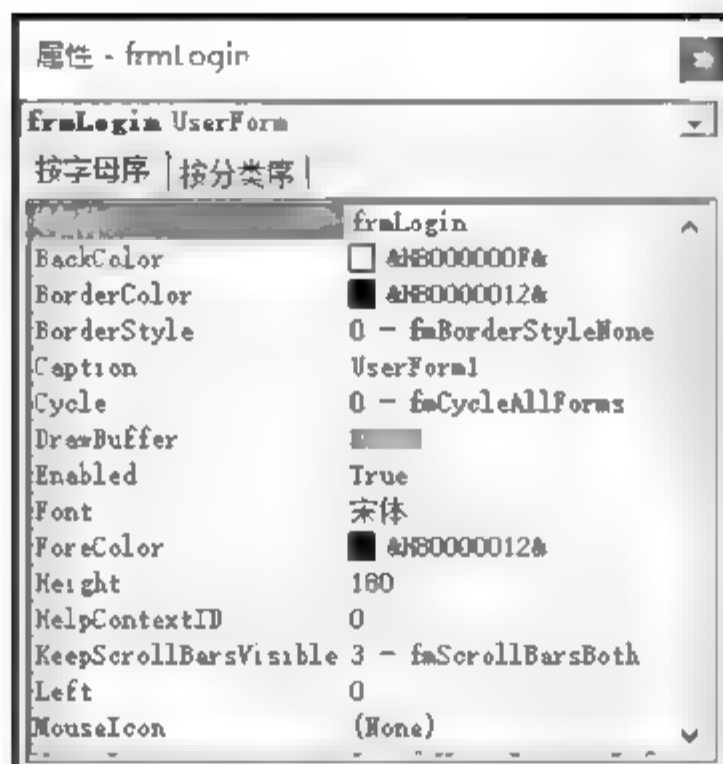 属性 - frmLogin
frmLogin UserForm
按字母序 按分类序
frmLogin
BackColor &H8000000F&
BorderColor &H80000012&
BorderStyle 0 - fmBorderStyleNone
Caption UserForm1
Cycle 0 - fmCycleAllForms
DrawBuffer
Enabled True
Font 宋体
ForeColor &H80000012&
Height 180
HelpContextID 0
KeepScrollBarsVisible 3 - fmScrollBarsBoth
Left 0
MouseIcon (None)